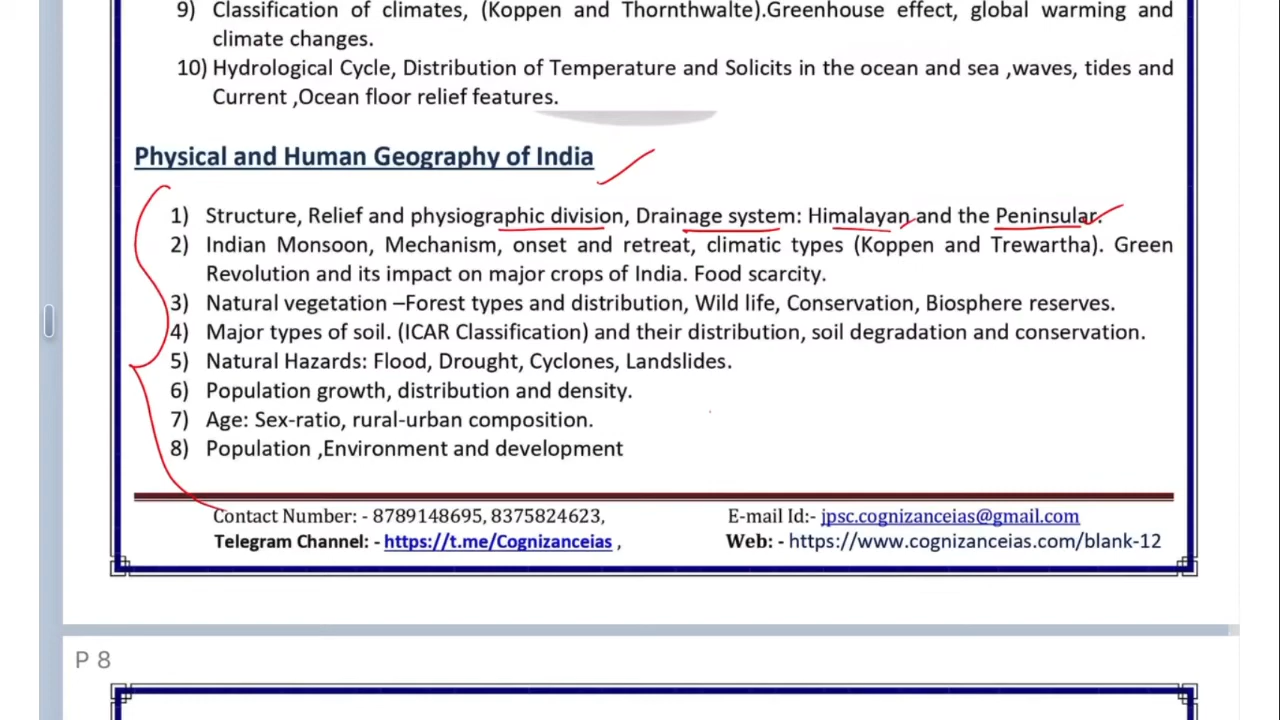 9) Classification of climates, (Koppen and Thornthwalte).Greenhouse effect, global warming and
climate changes.
10) Hydrological Cycle, Distribution of Temperature and Solicits in the ocean and sea ,waves, tides and
Current ,Ocean floor relief features.
Physical and Human Geography of India
1) Structure, Relief and physiographic division, Drainage system: Himalayan and the Peninsular.
2) Indian Monsoon, Mechanism, onset and retreat, climatic types (Koppen and Trewartha). Green
Revolution and its impact on major crops of India. Food scarcity.
3) Natural vegetation –Forest types and distribution, Wild life, Conservation, Biosphere reserves.
4) Major types of soil. (ICAR Classification) and their distribution, soil degradation and conservation.
5) Natural Hazards: Flood, Drought, Cyclones, Landslides.
6) Population growth, distribution and density.
7) Age: Sex-ratio, rural-urban composition.
8) Population ,Environment and development
Contact Number: - 8789148695, 8375824623, E-mail Id:- jpsc.cognizanceias@gmail.com
Telegram Channel: - https://t.me/Cognizanceias , Web: - https://www.cognizanceias.com/blank-12
P 8